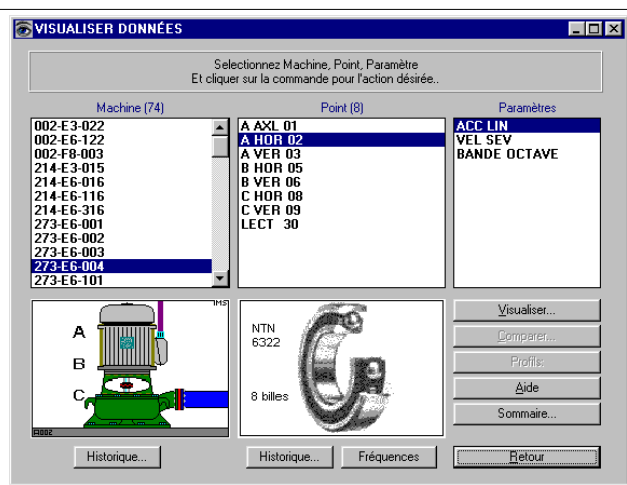 VISUALISER DONNÉES
Selectionnez Machine, Point, Paramètre
Et cliquer sur la commande pour l'action désirée..
Machine (74)
002-E3-022
002-E6-122
002-F8-003
214-E3-015
214-E6-016
214-E6-116
214-E6-316
273-E6-001
273-E6-002
273-E6-003
273-E6-004
273-E6-101
Point (8)
A AXL 01
A HOR 02
A VER 03
B HOR 05
B VER 06
C HOR 08
C VER 09
LECT 30
Paramètres
ACC LIN
VEL SEV
BANDE OCTAVE
A
B
C
NTN
6322
8 billes
Visualiser...
Comparer...
Profils:
Aide
Sommaire...
Historique...
Historique...
Fréquences
Retour